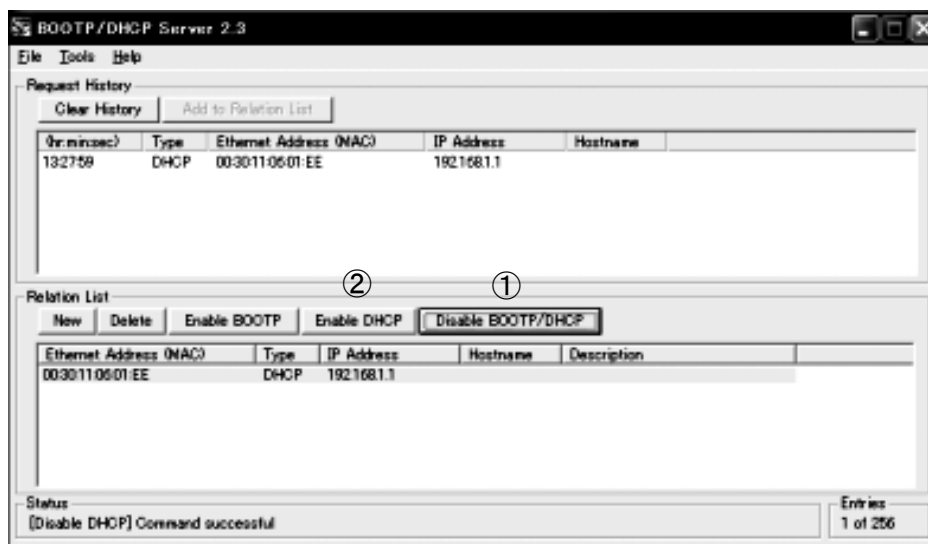 BOOTP/DHCP Server 2.3
File Tools Help
Request History
Clear History Add to Relation List
(hr:min:sec) Type Ethernet Address (MAC) IP Address Hostname
13:27:59 DHCP 00:30:11:06:01:EE 192.168.1.1
② ①
Relation List
New Delete Enable BOOTP Enable DHCP Disable BOOTP/DHCP
Ethernet Address (MAC) Type IP Address Hostname Description
00:30:11:06:01:EE DHCP 192.168.1.1
Status
[Disable DHCP] Command successful
Entries
1 of 256